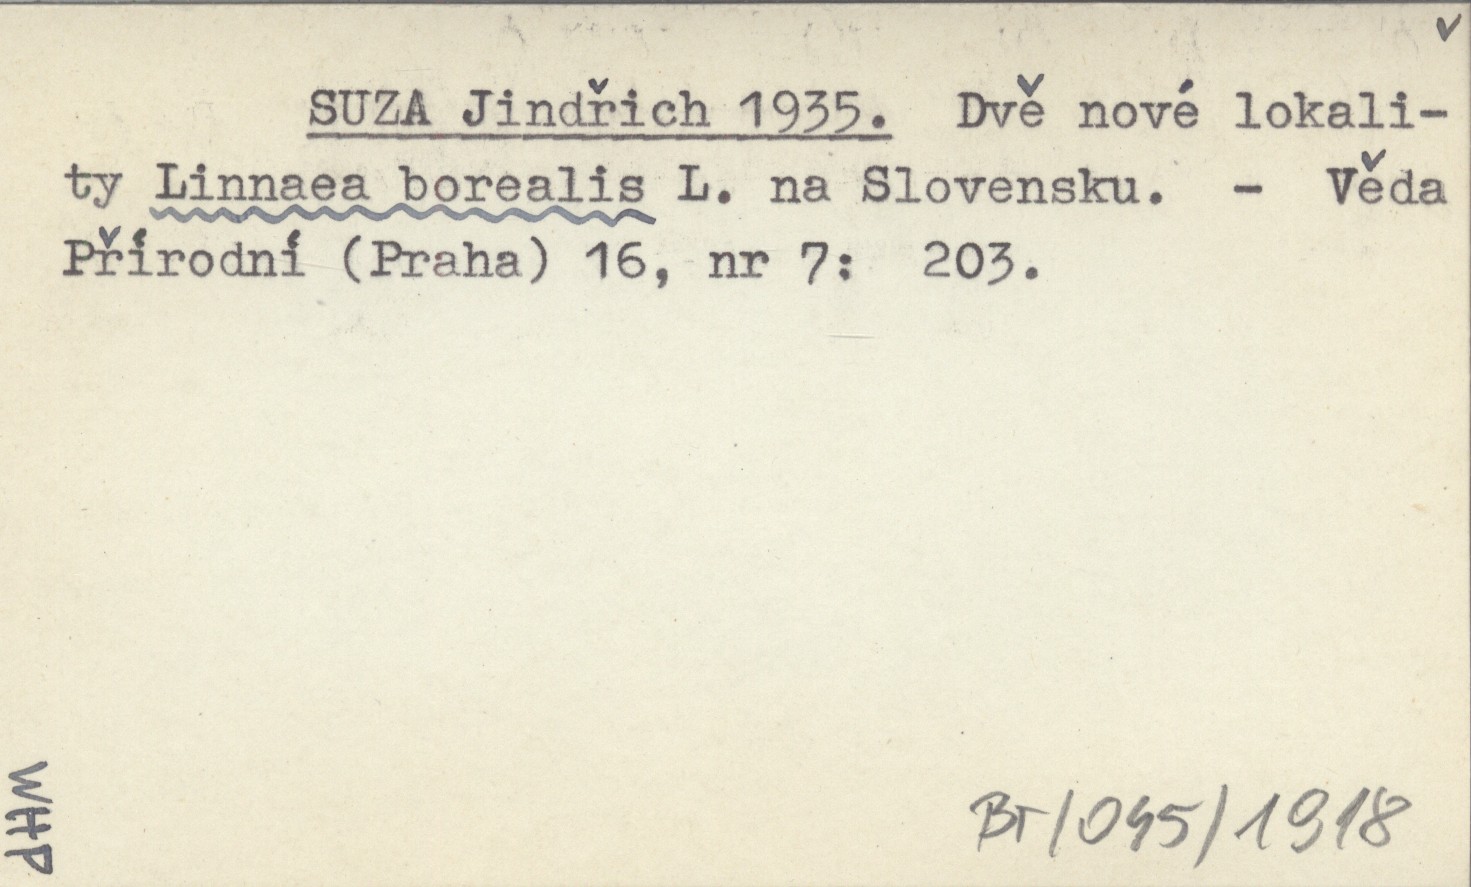 SUZA Jindřich 1935. Dvě nové lokali-
ty Linnaea borealis L. na Slovensku. - Věda
Přírodní (Praha) 16, nr 7: 203.
WHP
BT/045/1918